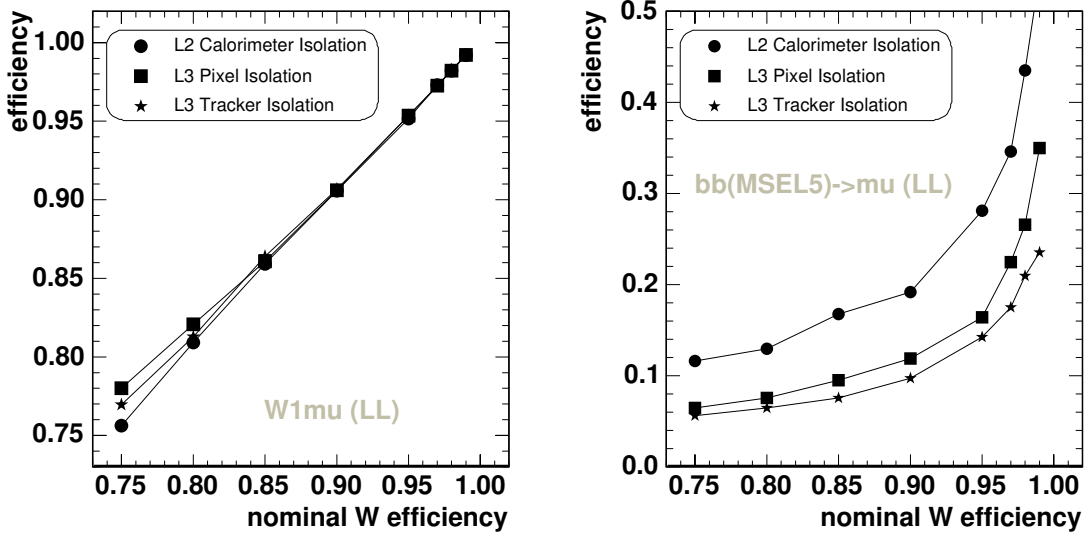 efficiency
1.00
0.95
0.90
0.85
0.80
0.75
L2 Calorimeter Isolation
L3 Pixel Isolation
L3 Tracker Isolation
W1mu (LL)
0.75 0.80 0.85 0.90 0.95 1.00
nominal W efficiency
efficiency
0.5
0.4
0.3
0.2
0.1
0.0
L2 Calorimeter Isolation
L3 Pixel Isolation
L3 Tracker Isolation
bb(MSEL5)->mu (LL)
0.75 0.80 0.85 0.90 0.95 1.00
nominal W efficiency